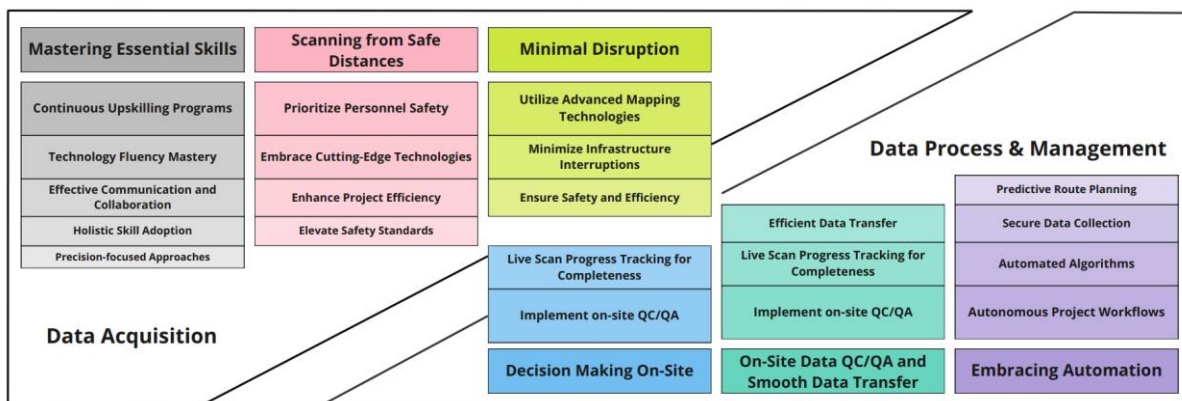 Mastering Essential Skills
Continuous Upskilling Programs
Technology Fluency Mastery
Effective Communication and
Collaboration
Holistic Skill Adoption
Precision-focused Approaches
Scanning from Safe
Distances
Prioritize Personnel Safety
Embrace Cutting-Edge Technologies
Enhance Project Efficiency
Elevate Safety Standards
Minimal Disruption
Utilize Advanced Mapping
Technologies
Minimize Infrastructure
Interruptions
Ensure Safety and Efficiency
Data Acquisition
Data Process & Management
Live Scan Progress Tracking for
Completeness
Implement on-site QC/QA
Decision Making On-Site
Efficient Data Transfer
Live Scan Progress Tracking for
Completeness
Implement on-site QC/QA
On-Site Data QC/QA and
Smooth Data Transfer
Predictive Route Planning
Secure Data Collection
Automated Algorithms
Autonomous Project Workflows
Embracing Automation